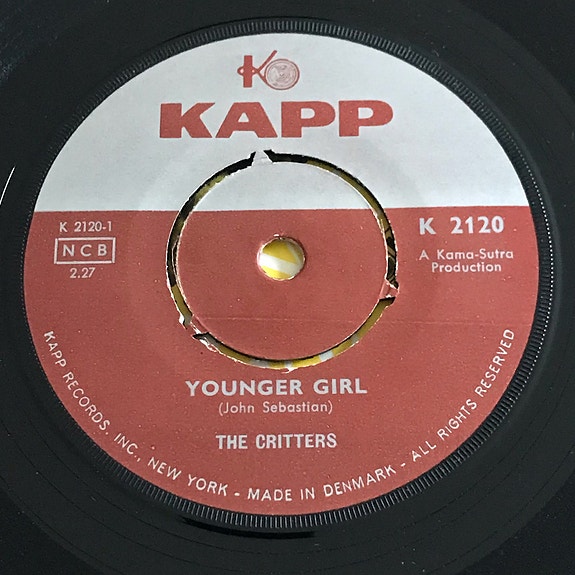 KAPP
K 2120-1
NCB
2.27
K 2120
A Kama-Sutra
Production
YOUNGER GIRL
(John Sebastian)
THE CRITTERS
KAPP RECORDS, INC., NEW YORK - MADE IN DENMARK - ALL RIGHTS RESERVED